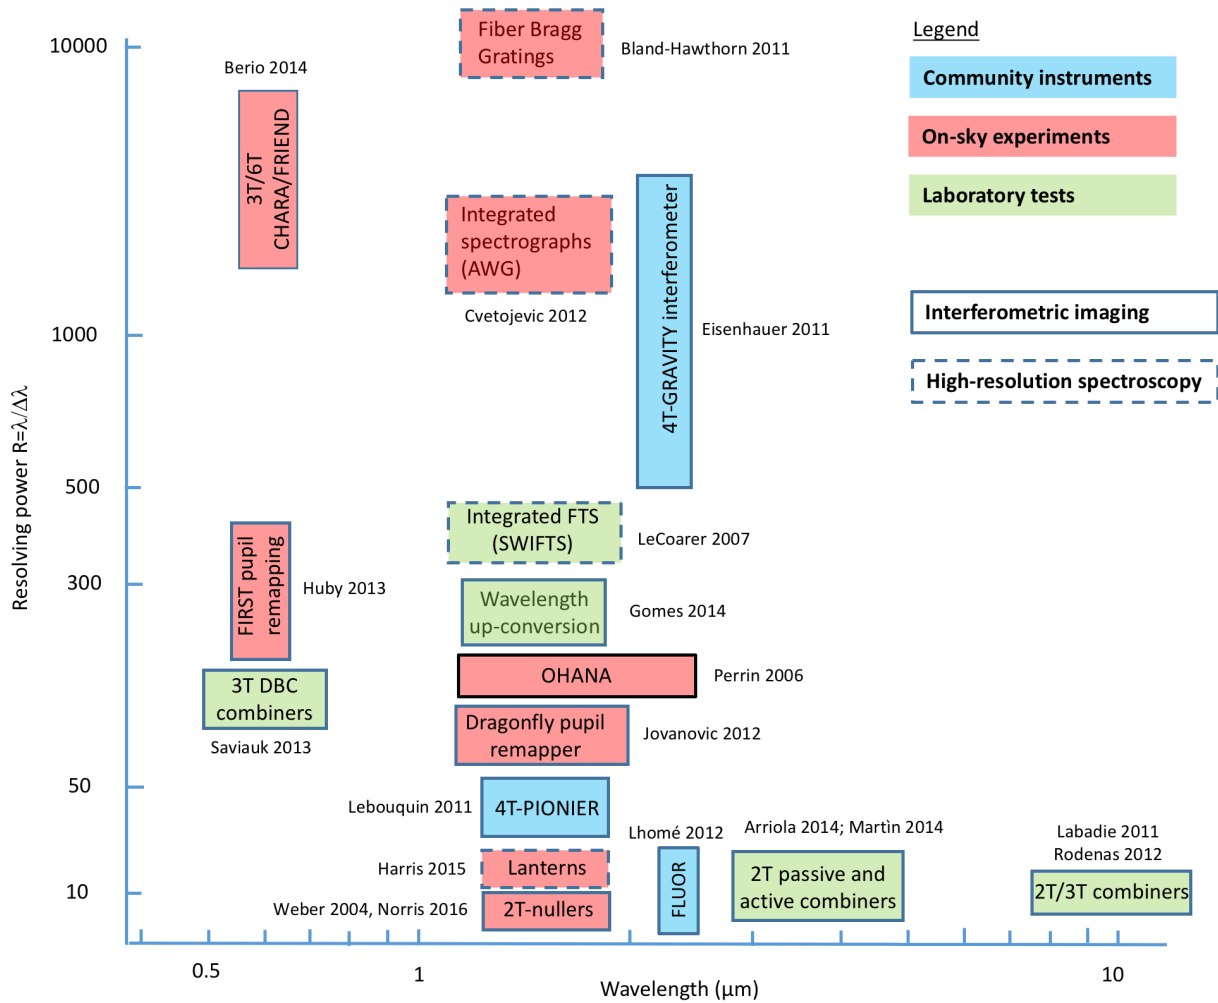 10000
1000
500
300
50
10
Resolving power R=λ/Δλ
0.5
1
10
Wavelength (μm)
Fiber Bragg
Gratings
Bland-Hawthorn 2011
Berio 2014
3T/6T
CHARA/FRIEND
Integrated
spectrographs
(AWG)
Cvetojevic 2012
4T-GRAVITY interferometer
Eisenhauer 2011
Integrated FTS
(SWIFTS)
LeCoarer 2007
FIRST pupil
remapping
Huby 2013
Wavelength
up-conversion
Gomes 2014
OHANA
Perrin 2006
3T DBC
combiners
Saviauk 2013
Dragonfly pupil
remapper
Jovanovic 2012
Lebouquin 2011
4T-PIONIER
Harris 2015
Lanterns
Weber 2004, Norris 2016
2T-nullers
Lhomé 2012
FLUOR
Arriola 2014; Martìn 2014
2T passive and
active combiners
Labadie 2011
Rodenas 2012
2T/3T combiners
Legend
Community instruments
On-sky experiments
Laboratory tests
Interferometric imaging
High-resolution spectroscopy